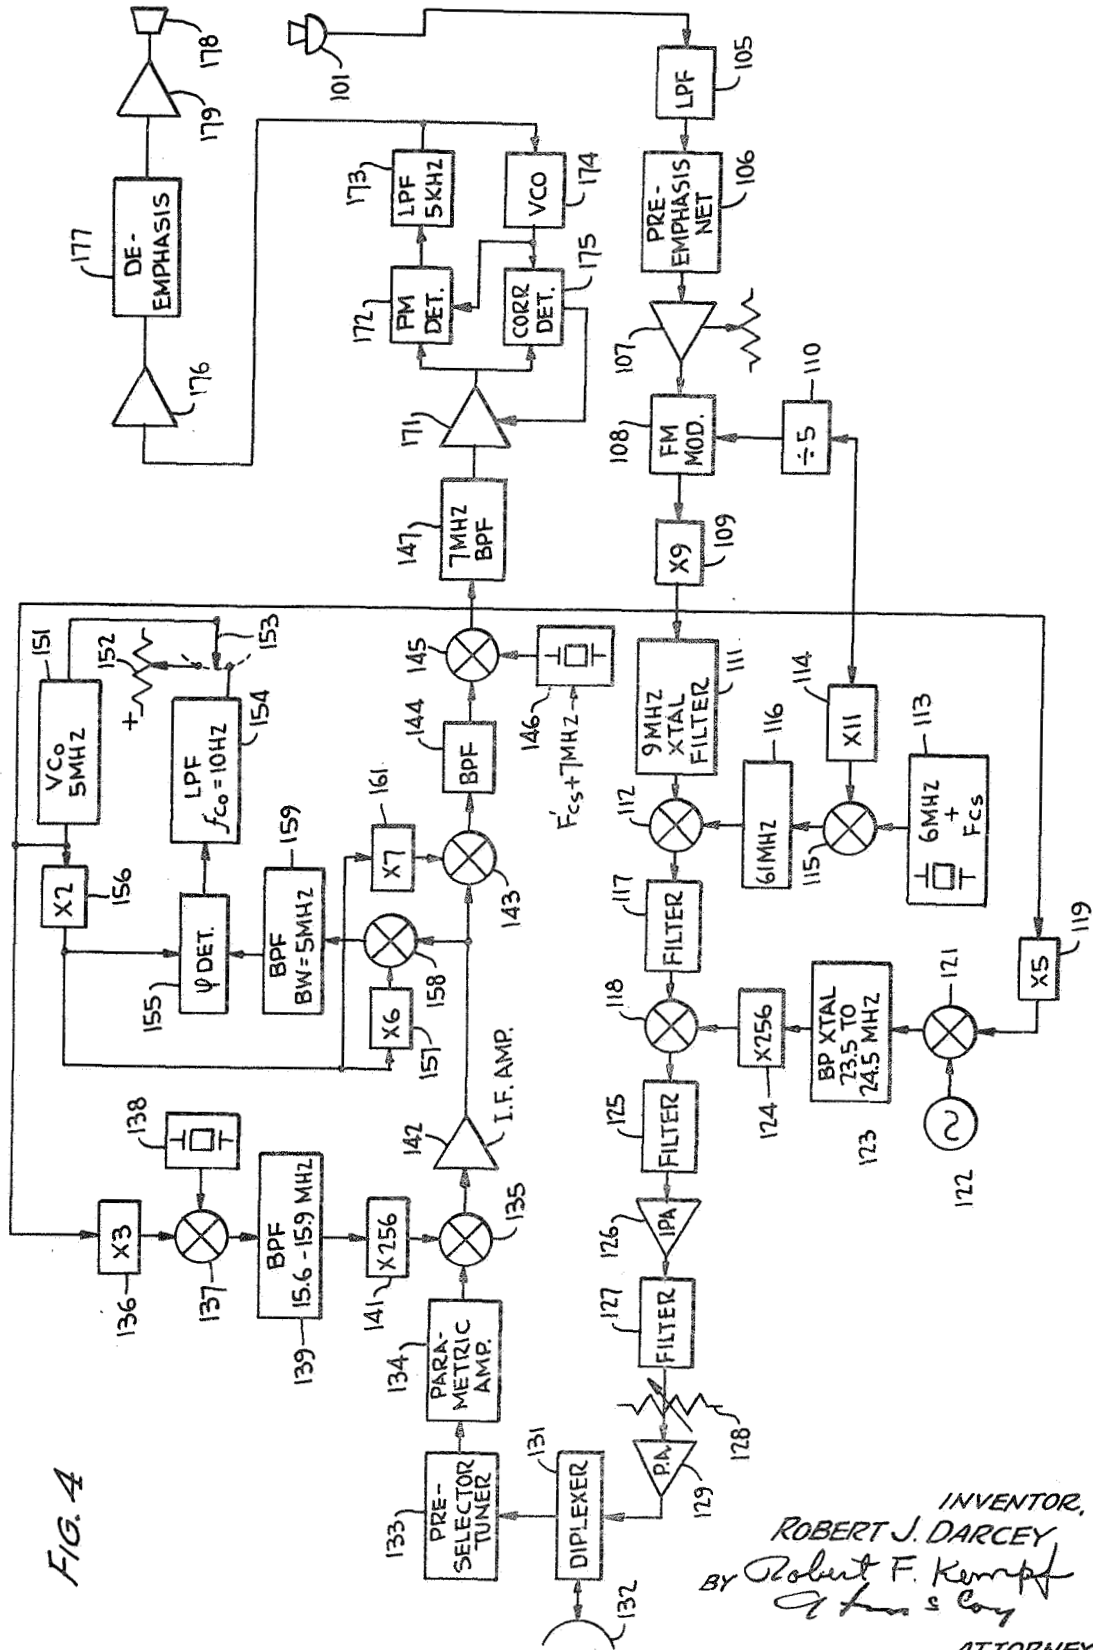 FIG. 4
178
179
177
DE-
EMPHASIS
176
101
LPF
105
PRE-
EMPHASIS
NET
106
107
FM
MOD.
108
÷5
110
X9
109
9MHZ
XTAL
FILTER
111
112
61MHZ
116
X11
114
115
6MHZ
+
FCS
113
FILTER
117
118
X256
124
BP XTAL
23.5 TO
24.5 MHZ
123
121
122
X5
119
FILTER
125
IPA
126
FILTER
127
128
P.A
129
DIPLEXER
131
132
PRE-
SELECTOR
TUNER
133
PARA-
METRIC
AMP.
134
135
X3
136
137
138
BPF
15.6-15.9 MHZ
139
X256
141
142
I.F. AMP.
143
BPF
144
145
146
F'CS+7MHZ
7MHZ
BPF
147
VCO
5MHZ
151
152
+
153
LPF
fCO=10HZ
154
φ DET.
155
X2
156
X6
157
158
BPF
BW=5MHZ
159
X7
161
171
PM
DET.
172
LPF
5KHZ
173
VCO
174
CORR
DET.
175
INVENTOR,
ROBERT J. DARCEY
BY Robert F. Kempf
ATTORNEY